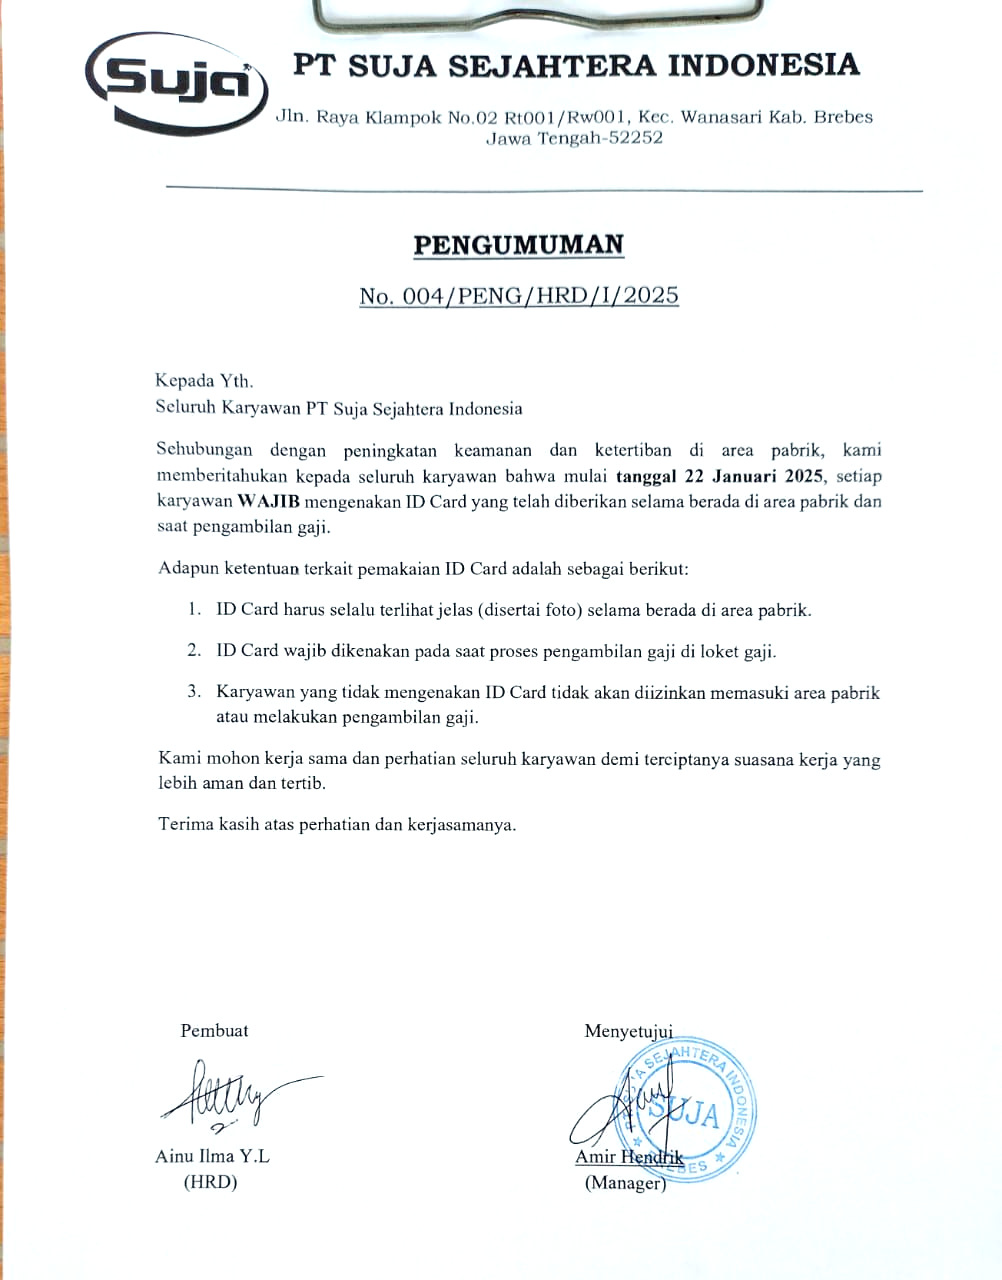 Suja
PT SUJA SEJAHTERA INDONESIA
Jln. Raya Klampok No.02 Rt001/Rw001, Kec. Wanasari Kab. Brebes
Jawa Tengah-52252
PENGUMUMAN
No. 004/PENG/HRD/I/2025
Kepada Yth.
Seluruh Karyawan PT Suja Sejahtera Indonesia
Sehubungan dengan peningkatan keamanan dan ketertiban di area pabrik, kami
memberitahukan kepada seluruh karyawan bahwa mulai tanggal 22 Januari 2025, setiap
karyawan WAJIB mengenakan ID Card yang telah diberikan selama berada di area pabrik dan
saat pengambilan gaji.
Adapun ketentuan terkait pemakaian ID Card adalah sebagai berikut:
1. ID Card harus selalu terlihat jelas (disertai foto) selama berada di area pabrik.
2. ID Card wajib dikenakan pada saat proses pengambilan gaji di loket gaji.
3. Karyawan yang tidak mengenakan ID Card tidak akan diizinkan memasuki area pabrik
atau melakukan pengambilan gaji.
Kami mohon kerja sama dan perhatian seluruh karyawan demi terciptanya suasana kerja yang
lebih aman dan tertib.
Terima kasih atas perhatian dan kerjasamanya.
Pembuat
Menyetujui
SEJAHTERA INDONESIA
SUJA
Ainu Ilma Y.L
Amir Hendrik
(HRD)
(Manager)